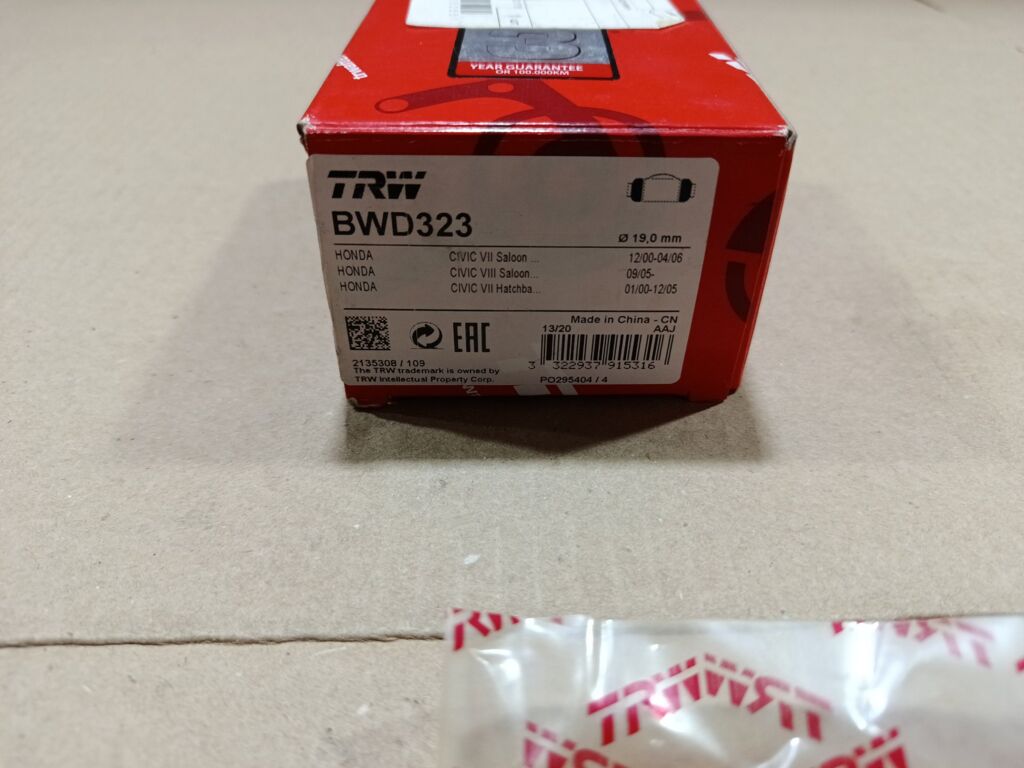 YEAR GUARANTEE
OR 100.000KM
TRW
BWD323
Ø 19,0 mm
HONDA CIVIC VII Saloon ... 12/00-04/06
HONDA CIVIC VIII Saloon... 09/05-
HONDA CIVIC VII Hatchba... 01/00-12/05
Made in China - CN
13/20 AAJ
EAC
2135308 / 109
The TRW trademark is owned by
TRW Intellectual Property Corp.
3 322937 915316
PO295404 / 4
TRW
TRW